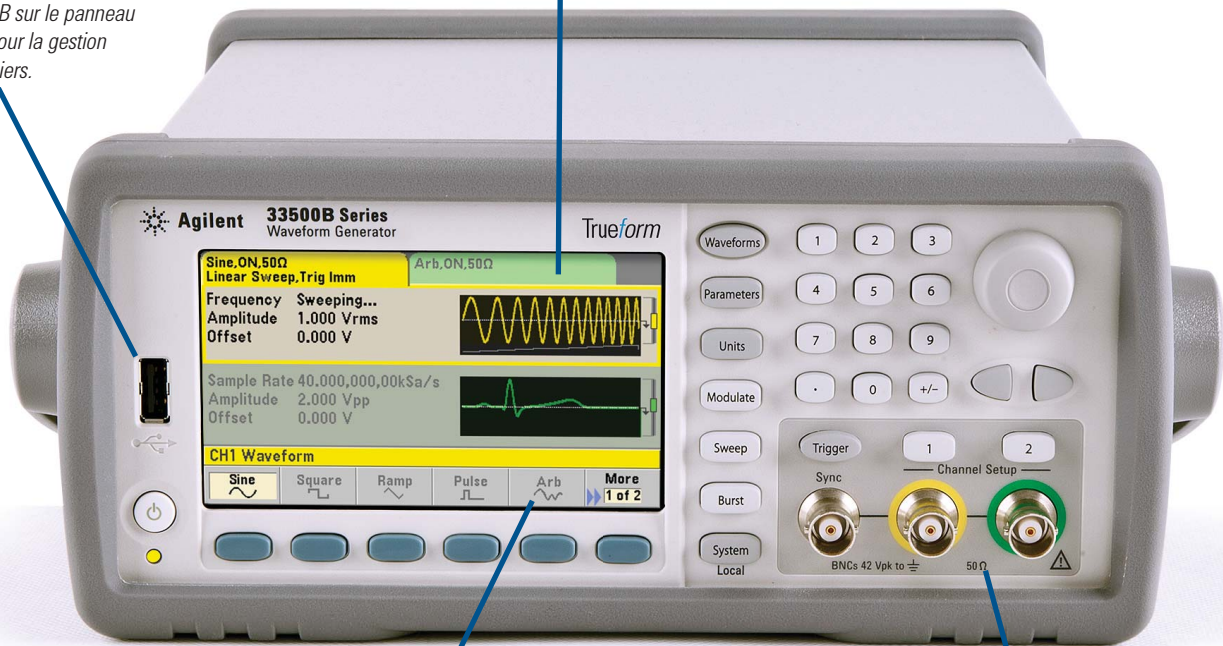 B sur le panneau
our la gestion
iers.
Agilent 33500B Series
Waveform Generator
Trueform
Sine,ON,50Ω
Linear Sweep,Trig Imm
Arb,ON,50Ω
Frequency Sweeping...
Amplitude 1.000 Vrms
Offset 0.000 V
Sample Rate 40.000,000,00kSa/s
Amplitude 2.000 Vpp
Offset 0.000 V
CH1 Waveform
Sine
Square
Ramp
Pulse
Arb
More
1 of 2
Waveforms
Parameters
Units
Modulate
Sweep
Burst
System
Local
1 2 3
4 5 6
7 8 9
. 0 +/−
Trigger 1 2
Sync
Channel Setup
BNCs 42 Vpk to
50 Ω